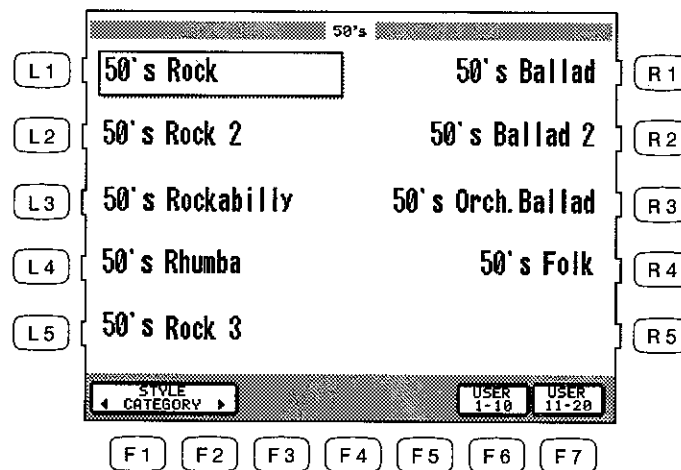 50's
L1 50's Rock 50's Ballad R1
L2 50's Rock 2 50's Ballad 2 R2
L3 50's Rockabilly 50's Orch.Ballad R3
L4 50's Rhumba 50's Folk R4
L5 50's Rock 3 R5
STYLE USER USER
◄ CATEGORY ► 1-10 11-20
F1 F2 F3 F4 F5 F6 F7